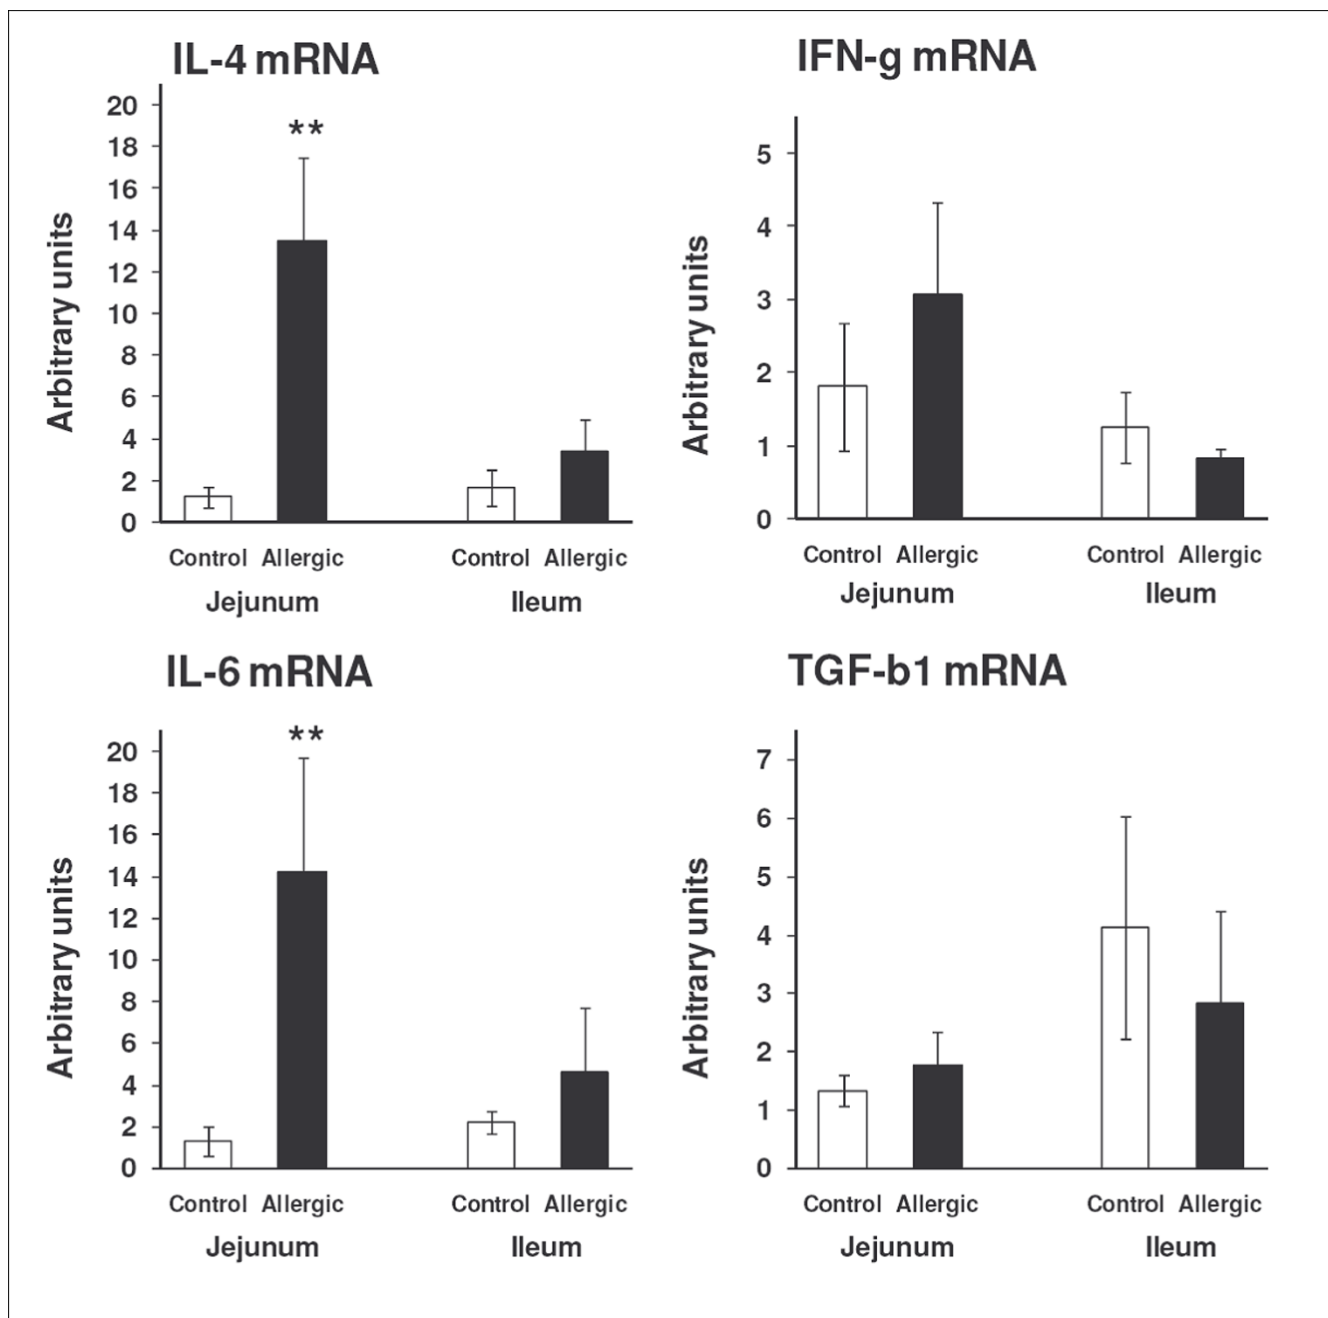 IL-4 mRNA
Arbitrary units
20
18
16
14
12
10
8
6
4
2
0
**
Control Allergic Control Allergic
Jejunum Ileum
IFN-g mRNA
Arbitrary units
5
4
3
2
1
0
Control Allergic Control Allergic
Jejunum Ileum
IL-6 mRNA
Arbitrary units
20
18
16
14
12
10
8
6
4
2
0
**
Control Allergic Control Allergic
Jejunum Ileum
TGF-b1 mRNA
Arbitrary units
7
6
5
4
3
2
1
0
Control Allergic Control Allergic
Jejunum Ileum